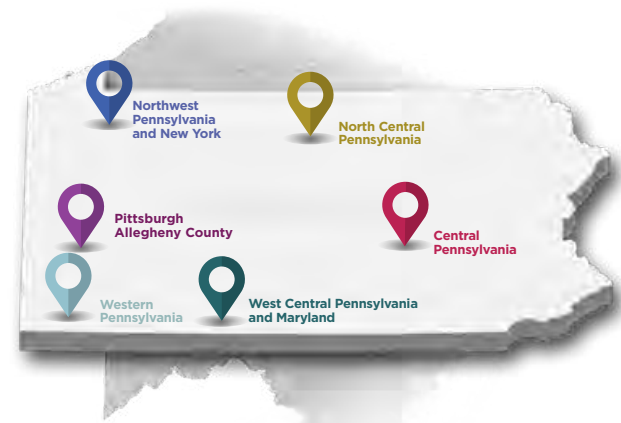 Northwest
Pennsylvania
and New York
North Central
Pennsylvania
Pittsburgh
Allegheny County
Central
Pennsylvania
Western
Pennsylvania
West Central Pennsylvania
and Maryland